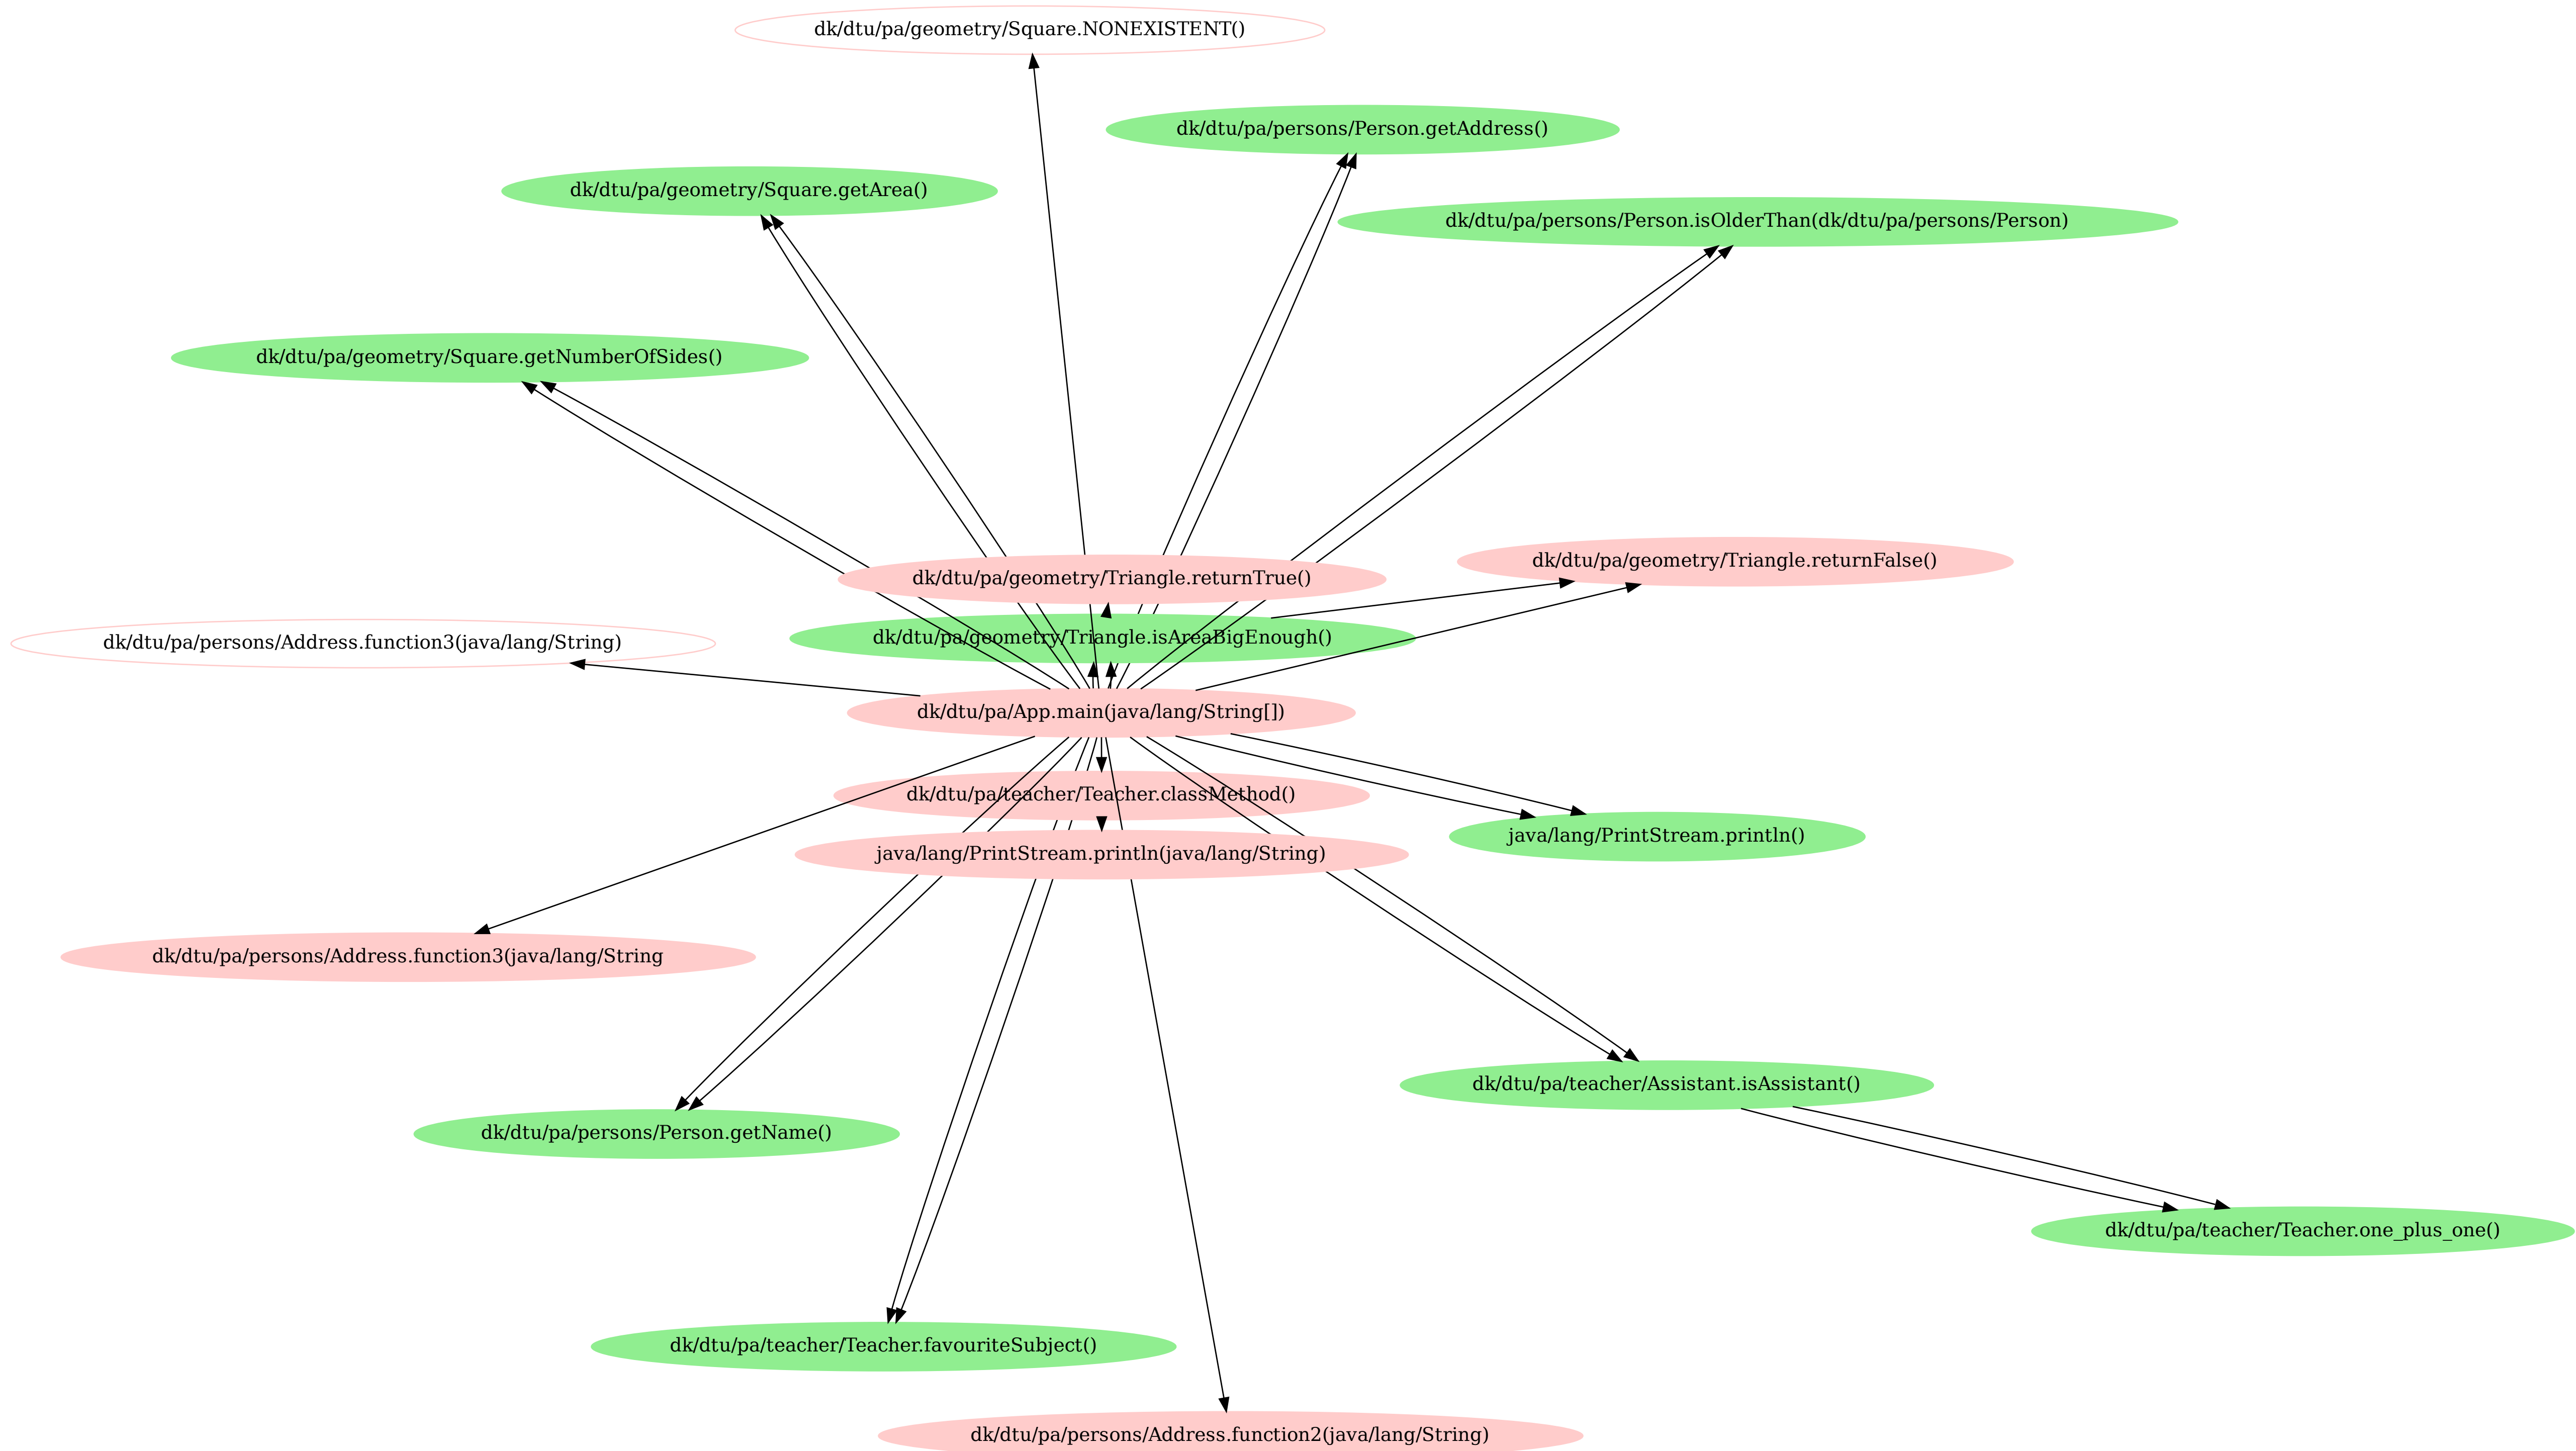 dk/dtu/pa/geometry/Square.NONEXISTENT()
dk/dtu/pa/persons/Person.getAddress()
dk/dtu/pa/geometry/Square.getArea()
dk/dtu/pa/persons/Person.isOlderThan(dk/dtu/pa/persons/Person)
dk/dtu/pa/geometry/Square.getNumberOfSides()
dk/dtu/pa/geometry/Triangle.returnFalse()
dk/dtu/pa/geometry/Triangle.returnTrue()
dk/dtu/pa/geometry/Triangle.isAreaBigEnough()
dk/dtu/pa/persons/Address.function3(java/lang/String)
dk/dtu/pa/App.main(java/lang/String[])
dk/dtu/pa/teacher/Teacher.classMethod()
java/lang/PrintStream.println()
java/lang/PrintStream.println(java/lang/String)
dk/dtu/pa/persons/Address.function3(java/lang/String
dk/dtu/pa/teacher/Assistant.isAssistant()
dk/dtu/pa/persons/Person.getName()
dk/dtu/pa/teacher/Teacher.one_plus_one()
dk/dtu/pa/teacher/Teacher.favouriteSubject()
dk/dtu/pa/persons/Address.function2(java/lang/String)